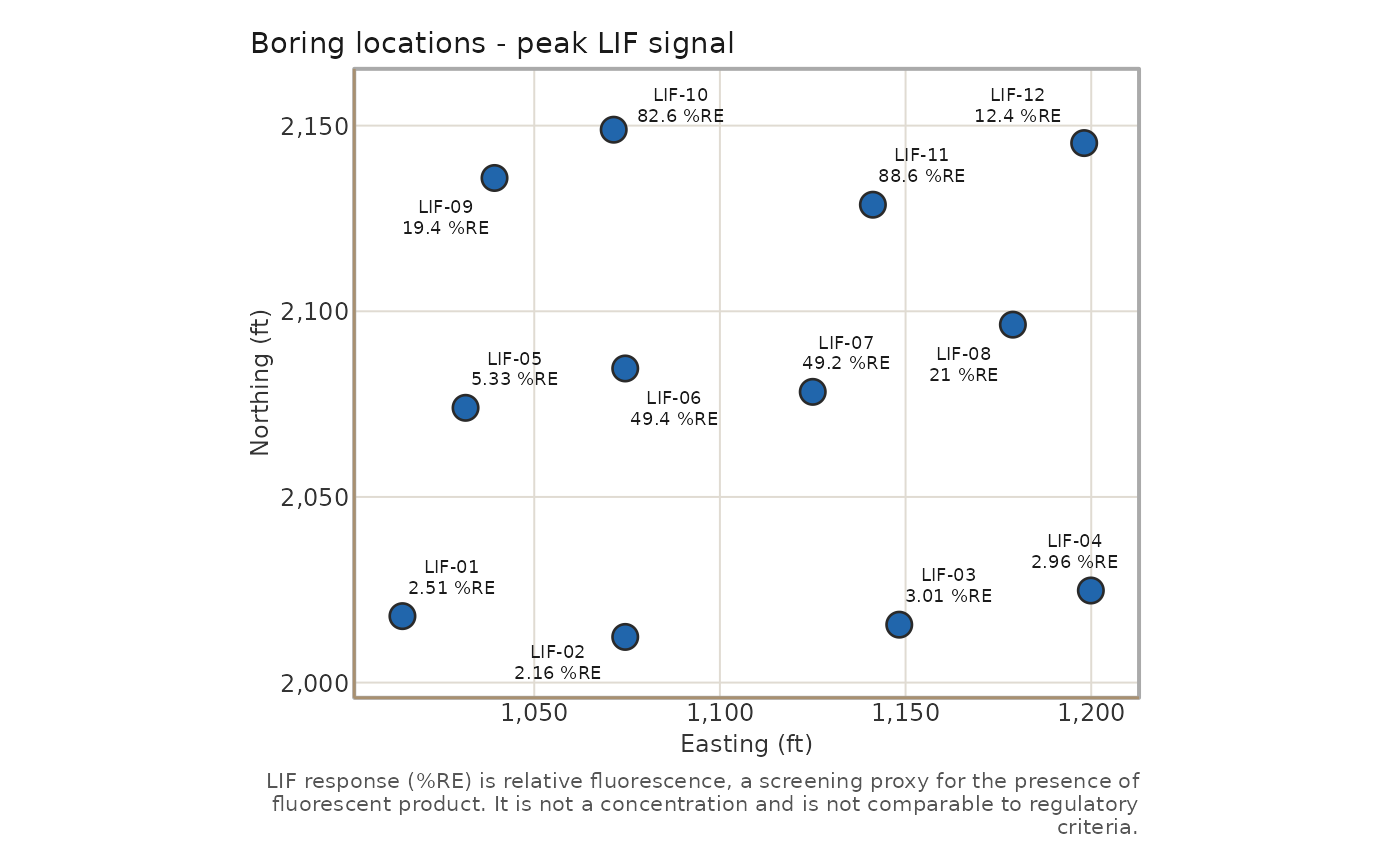 Boring locations - peak LIF signal
LIF-10
82.6 %RE
LIF-12
12.4 %RE
2,150
LIF-11
88.6 %RE
LIF-09
19.4 %RE
2,100
LIF-07
49.2 %RE
LIF-08
21 %RE
LIF-05
5.33 %RE
LIF-06
49.4 %RE
Northing (ft)
2,050
LIF-04
2.96 %RE
LIF-01
2.51 %RE
LIF-03
3.01 %RE
LIF-02
2.16 %RE
2,000
1,050
1,100
1,150
1,200
Easting (ft)
LIF response (%RE) is relative fluorescence, a screening proxy for the presence of
fluorescent product. It is not a concentration and is not comparable to regulatory
criteria.